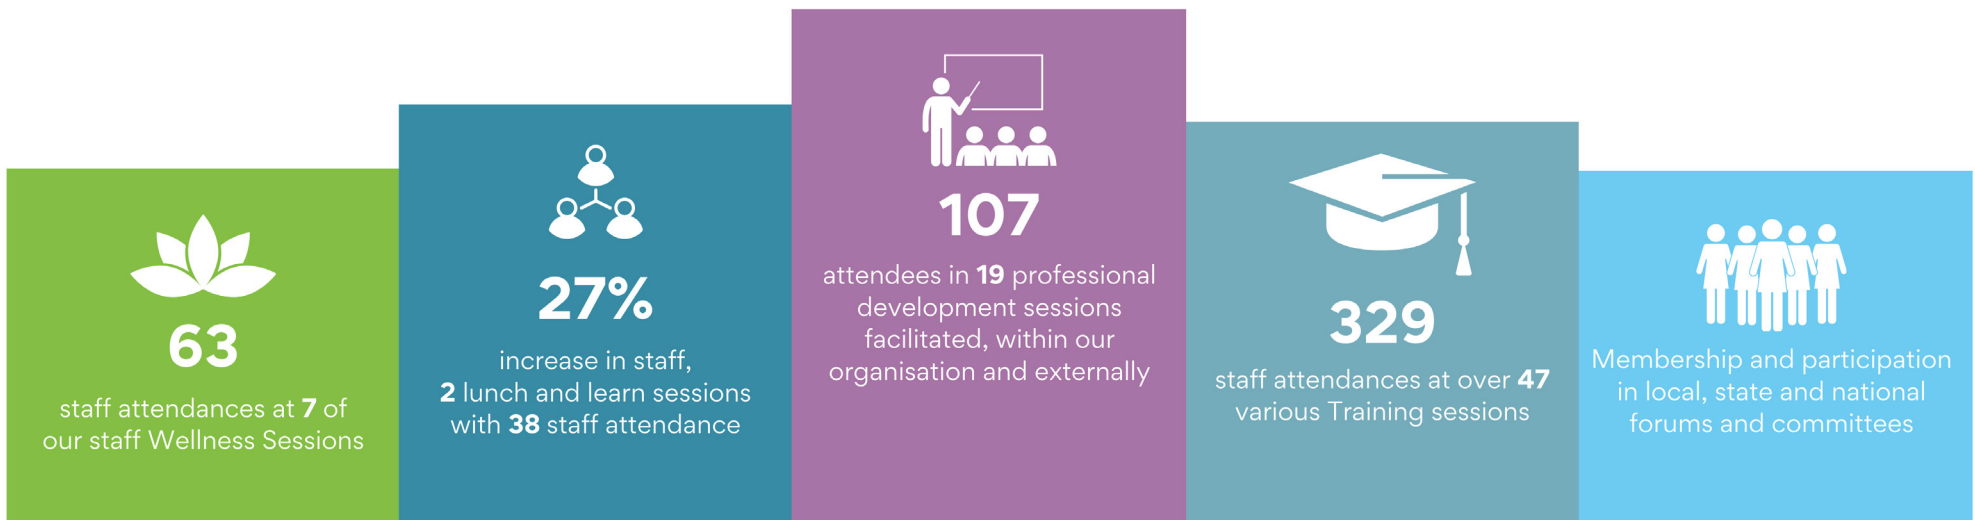 63
staff attendances at 7 of
our staff Wellness Sessions
27%
increase in staff,
2 lunch and learn sessions
with 38 staff attendance
107
attendees in 19 professional
development sessions
facilitated, within our
organisation and externally
329
staff attendances at over 47
various Training sessions
Membership and participation
in local, state and national
forums and committees